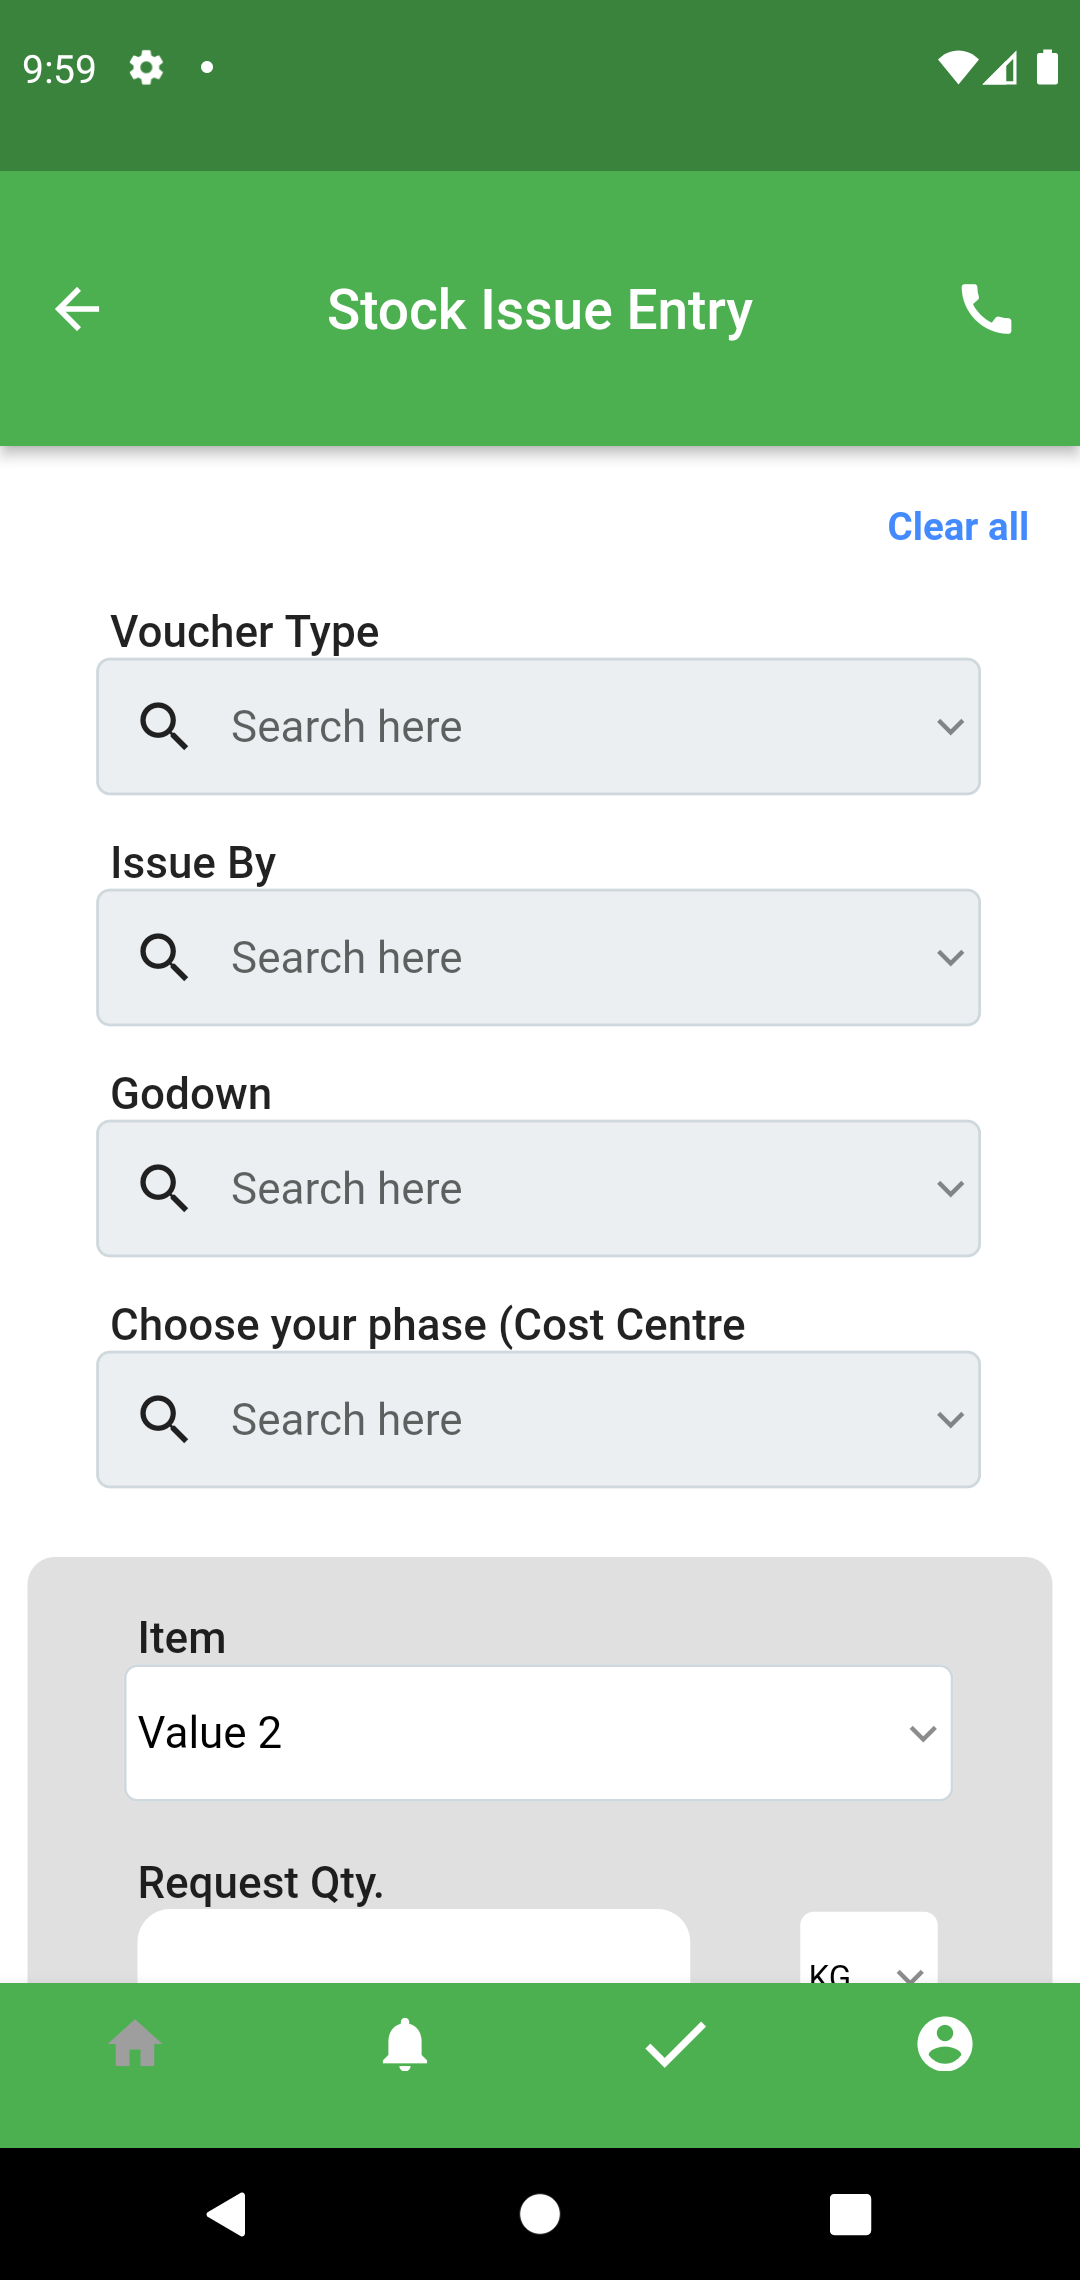 9:59
Stock Issue Entry
Clear all
Voucher Type
Search here
Issue By
Search here
Godown
Search here
Choose your phase (Cost Centre
Search here
Item
Value 2
Request Qty.
KG